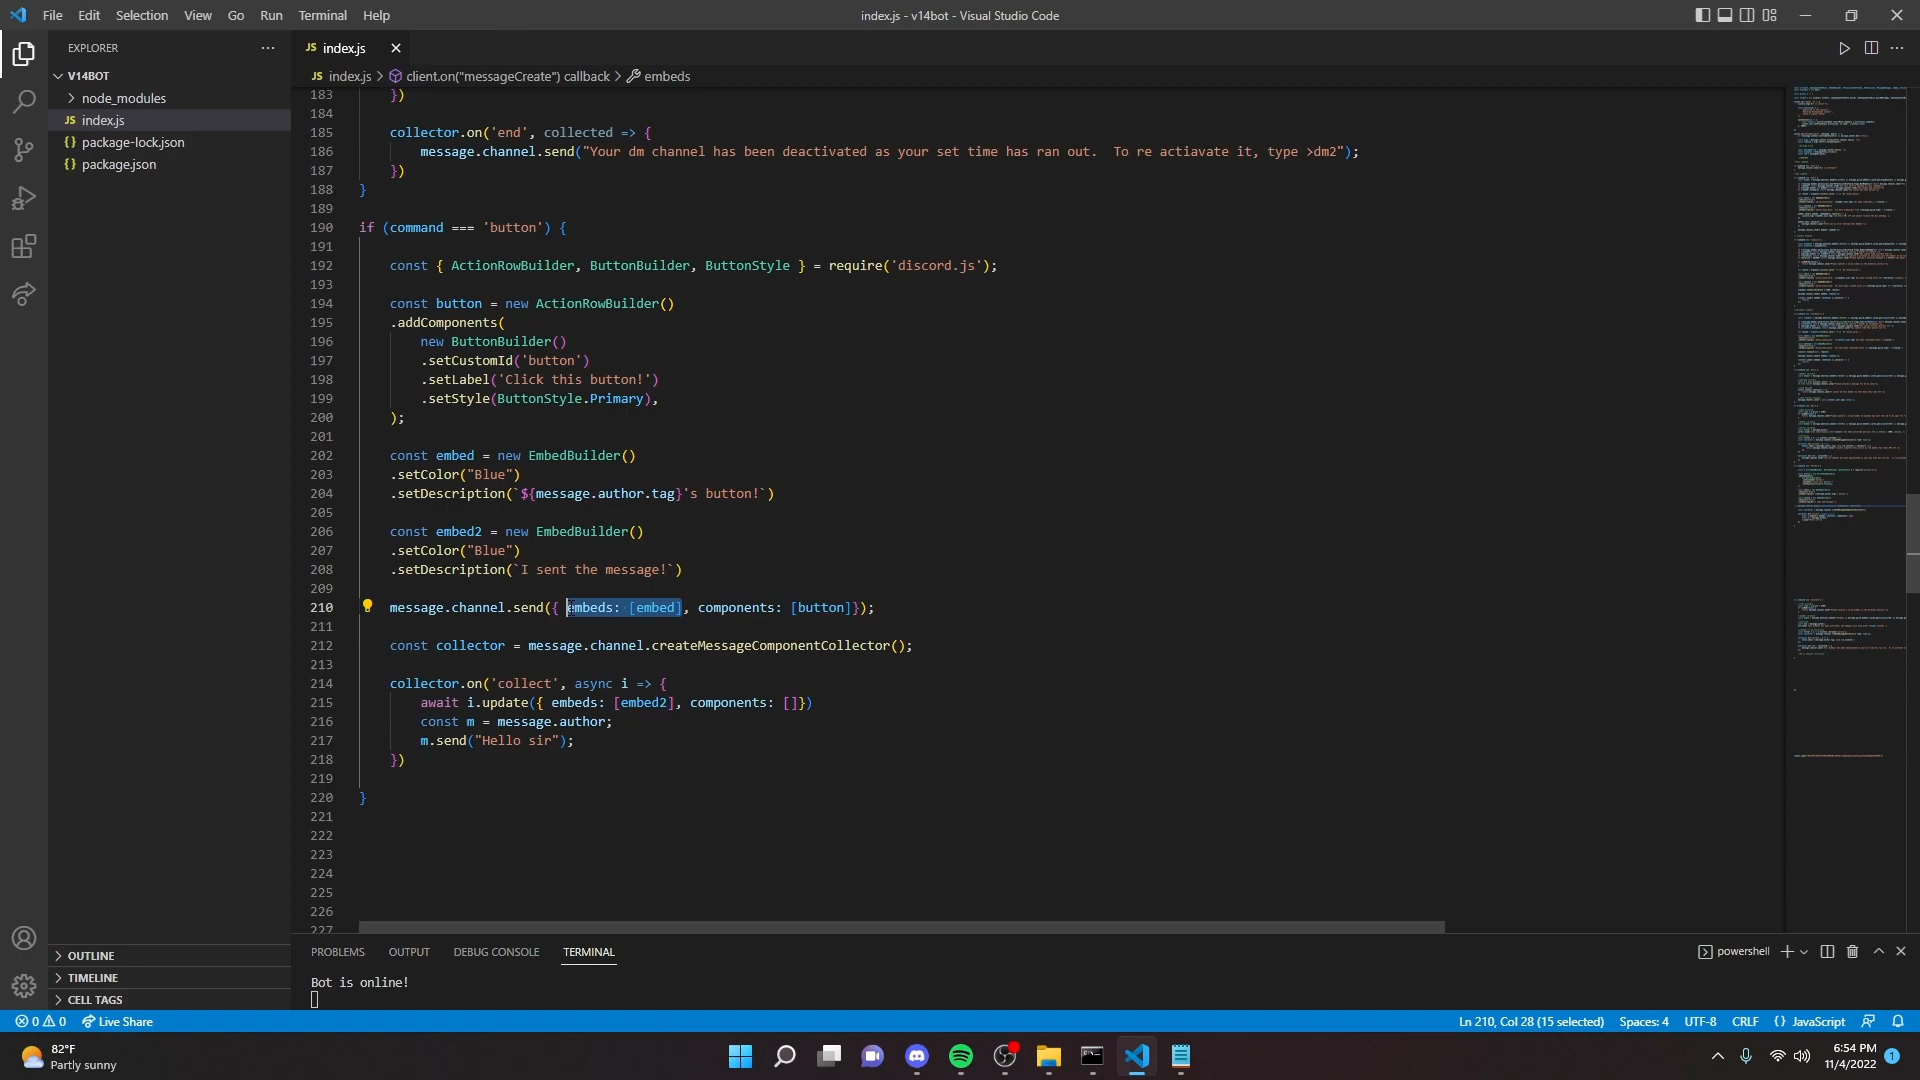 File Edit Selection View Go Run Terminal Help
index.js - v14bot - Visual Studio Code
EXPLORER
V14BOT
node_modules
JS index.js
{} package-lock.json
{} package.json
OUTLINE
TIMELINE
CELL TAGS
JS index.js
JS index.js > client.on("messageCreate") callback > embeds
183 })
184
185 collector.on('end', collected => {
186 message.channel.send("Your dm channel has been deactivated as your set time has ran out.  To re actiavate it, type >dm2");
187 })
188 }
189
190 if (command === 'button') {
191
192 const { ActionRowBuilder, ButtonBuilder, ButtonStyle } = require('discord.js');
193
194 const button = new ActionRowBuilder()
195 .addComponents(
196 new ButtonBuilder()
197 .setCustomId('button')
198 .setLabel('Click this button!')
199 .setStyle(ButtonStyle.Primary),
200 );
201
202 const embed = new EmbedBuilder()
203 .setColor("Blue")
204 .setDescription(`${message.author.tag}'s button!`)
205
206 const embed2 = new EmbedBuilder()
207 .setColor("Blue")
208 .setDescription(`I sent the message!`)
209
210 message.channel.send({ embeds: [embed], components: [button]});
211
212 const collector = message.channel.createMessageComponentCollector();
213
214 collector.on('collect', async i => {
215 await i.update({ embeds: [embed2], components: []})
216 const m = message.author;
217 m.send("Hello sir");
218 })
219
220 }
221
222
223
224
225
226
227
PROBLEMS OUTPUT DEBUG CONSOLE TERMINAL
powershell
Bot is online!
0 0 Live Share
Ln 210, Col 28 (15 selected) Spaces: 4 UTF-8 CRLF {} JavaScript
82°F
Partly sunny
6:54 PM
11/4/2022
1